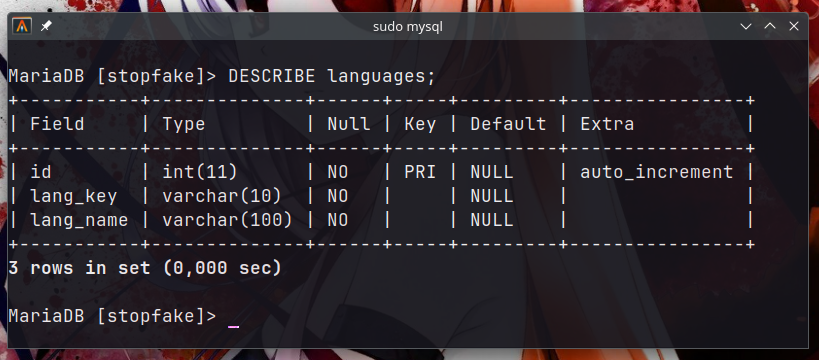 sudo mysql
MariaDB [stopfake]> DESCRIBE languages;
+-----------+--------------+------+-----+---------+----------------+
| Field     | Type         | Null | Key | Default | Extra          |
+-----------+--------------+------+-----+---------+----------------+
| id        | int(11)      | NO   | PRI | NULL    | auto_increment |
| lang_key  | varchar(10)  | NO   |     | NULL    |                |
| lang_name | varchar(100) | NO   |     | NULL    |                |
+-----------+--------------+------+-----+---------+----------------+
3 rows in set (0,000 sec)
MariaDB [stopfake]> _